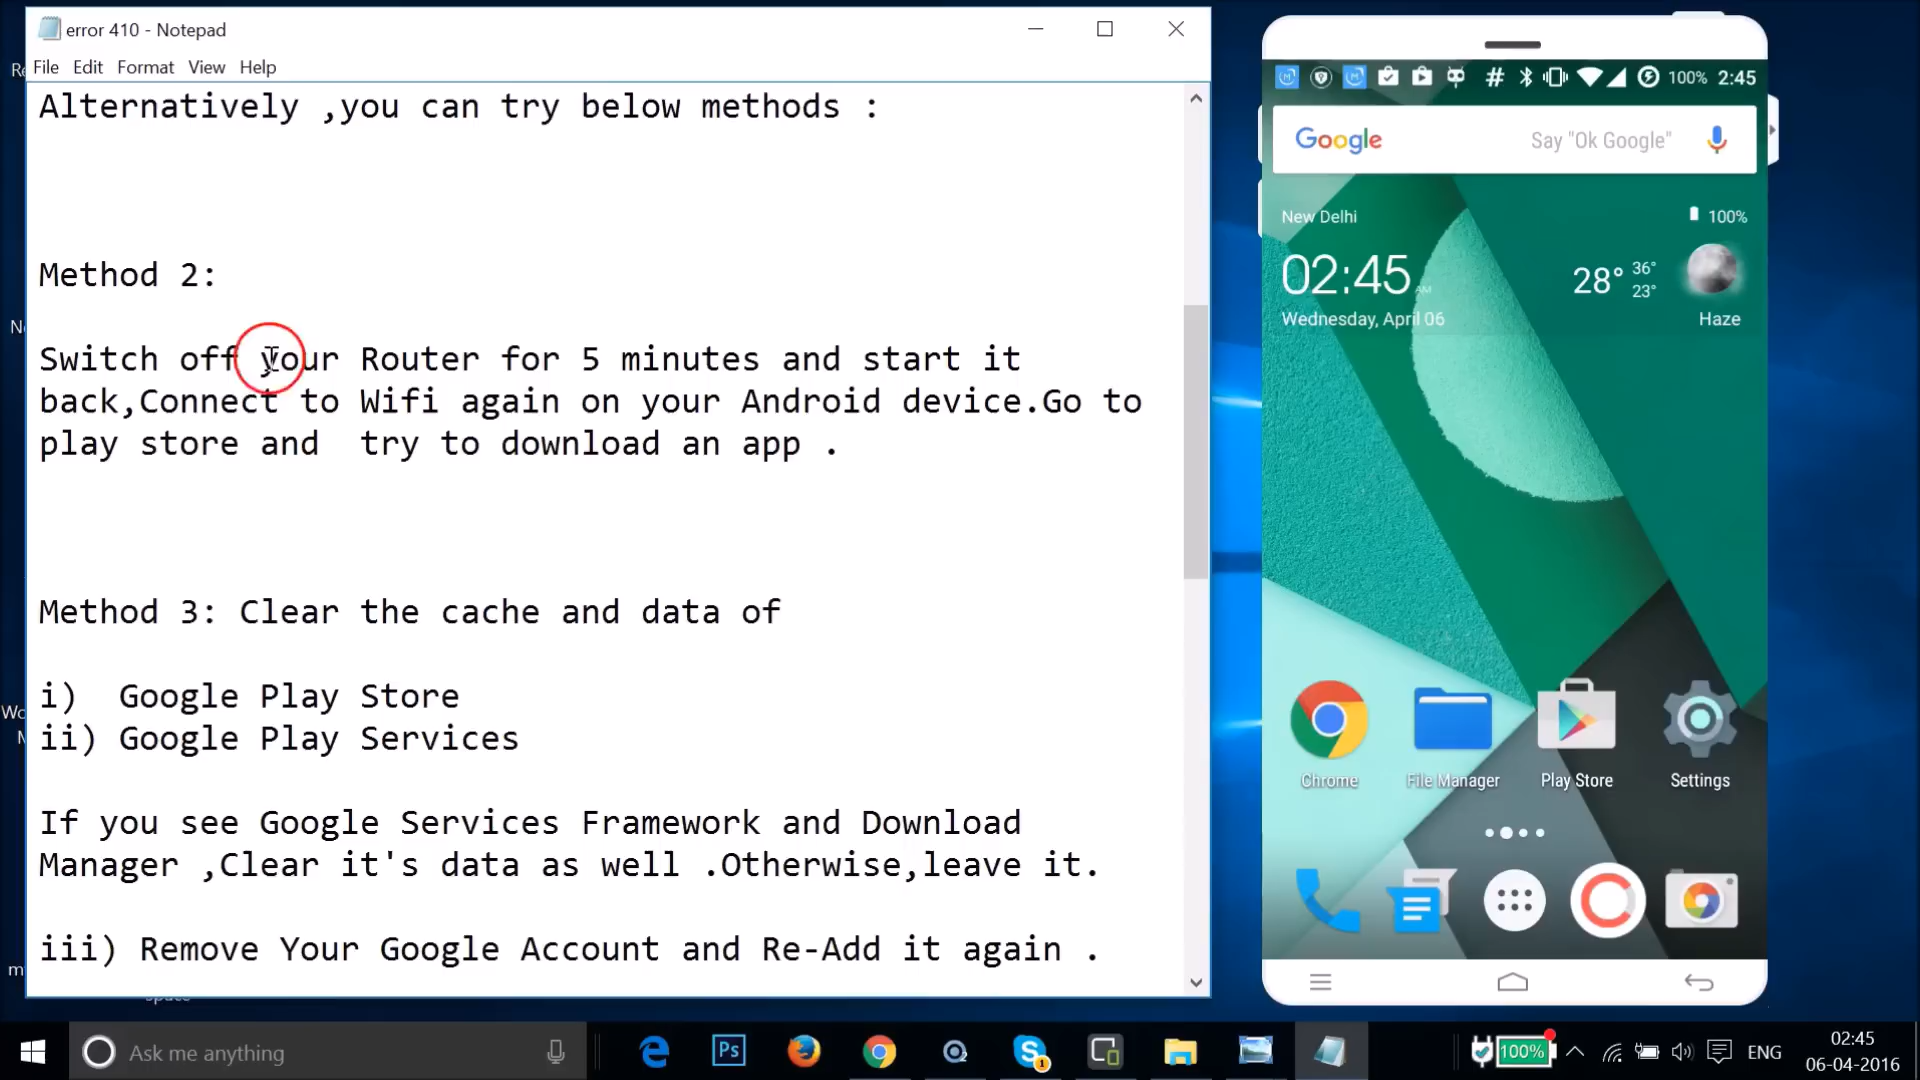 error 410 - Notepad
File Edit Format View Help
Alternatively ,you can try below methods :
Method 2:
Switch off your Router for 5 minutes and start it
back,Connect to Wifi again on your Android device.Go to
play store and  try to download an app .
Method 3: Clear the cache and data of
i)  Google Play Store
ii) Google Play Services
If you see Google Services Framework and Download
Manager ,Clear it's data as well .Otherwise,leave it.
iii) Remove Your Google Account and Re-Add it again .
100% 2:45
Google Say "Ok Google"
New Delhi 100%
02:45 AM 28° 36° 23°
Wednesday, April 06 Haze
Chrome File Manager Play Store Settings
Ask me anything
Ps
100% ENG
02:45
06-04-2016